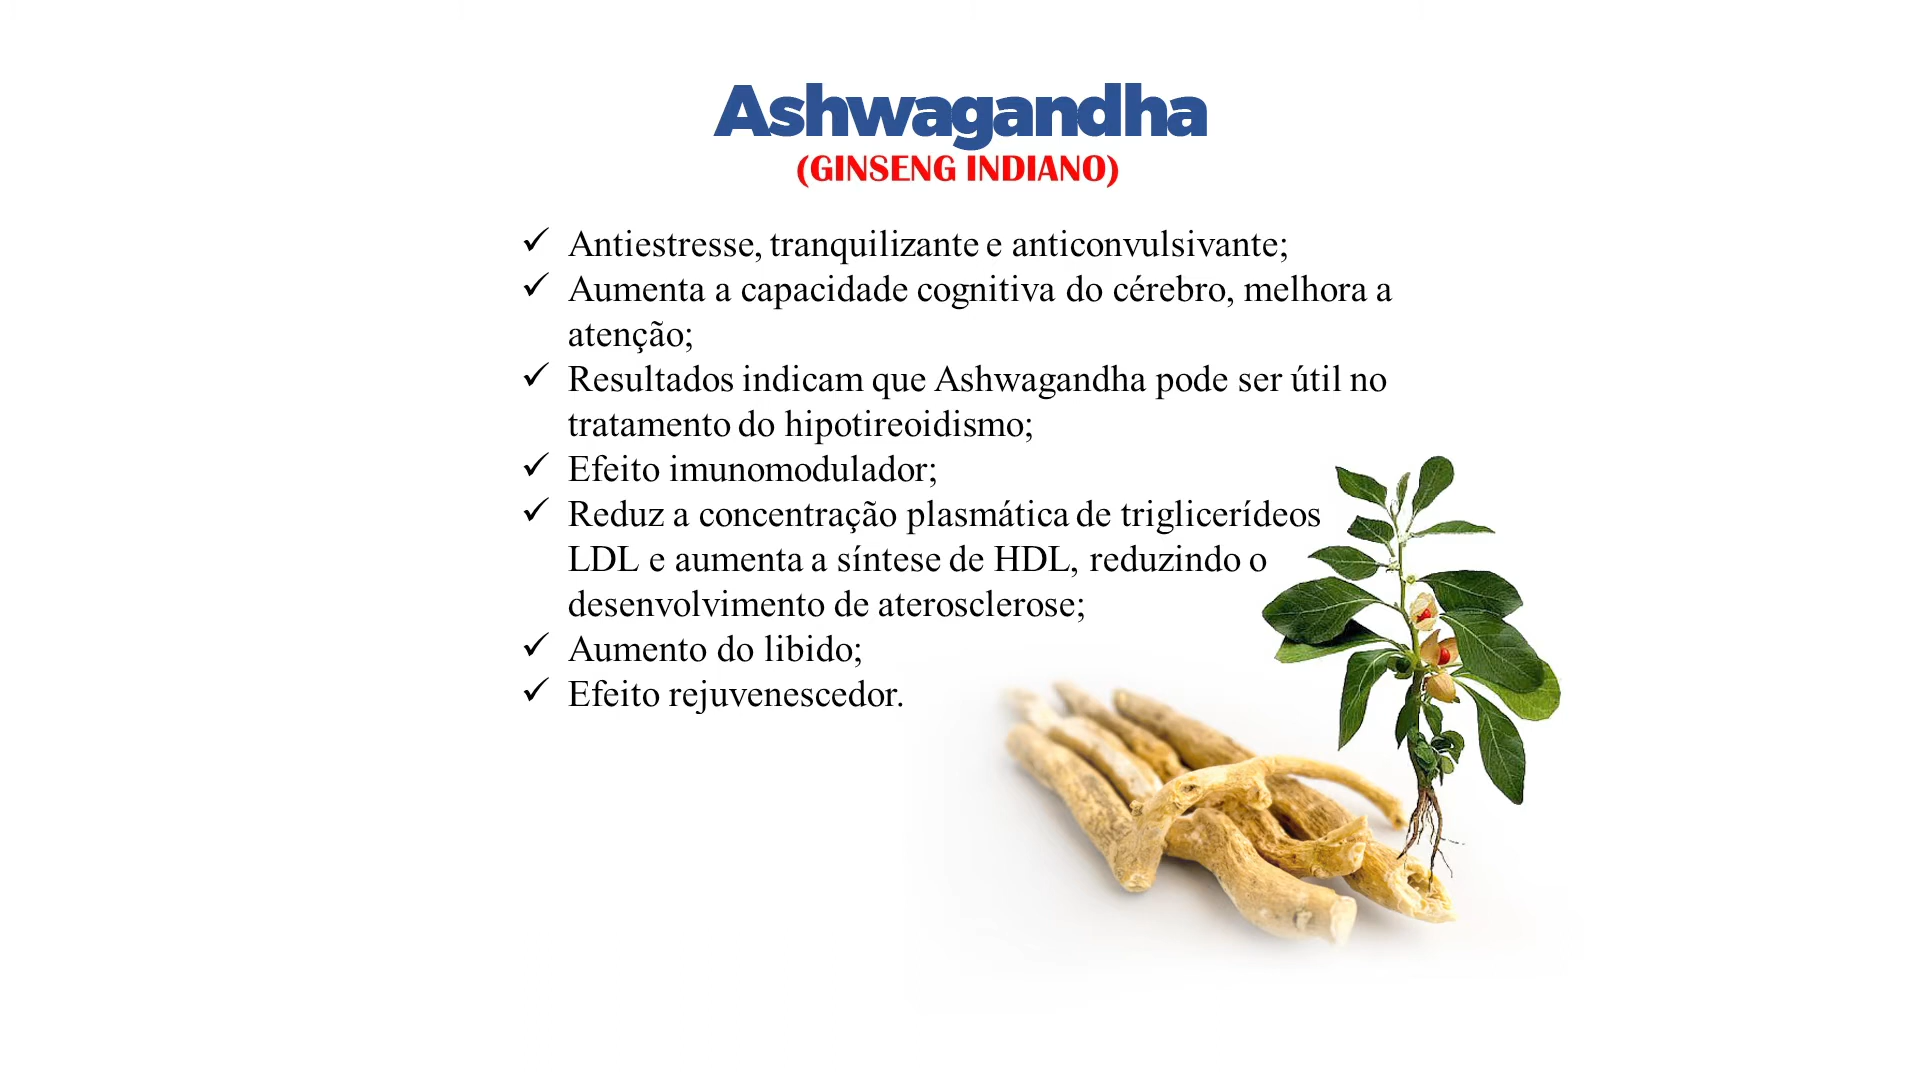 Ashwagandha
(GINSENG INDIANO)
✓ Antiestresse, tranquilizante e anticonvulsivante;
✓ Aumenta a capacidade cognitiva do cérebro, melhora a
atenção;
✓ Resultados indicam que Ashwagandha pode ser útil no
tratamento do hipotireoidismo;
✓ Efeito imunomodulador;
✓ Reduz a concentração plasmática de triglicerídeos
LDL e aumenta a síntese de HDL, reduzindo o
desenvolvimento de aterosclerose;
✓ Aumento do libido;
✓ Efeito rejuvenescedor.